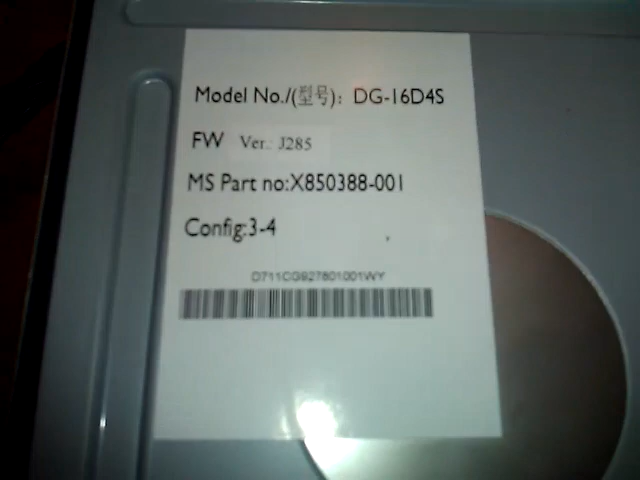 Model No./(型号): DG-16D4S
FW Ver.: J285
MS Part no:X850388-001
Config:3-4
D711CG927801001WY